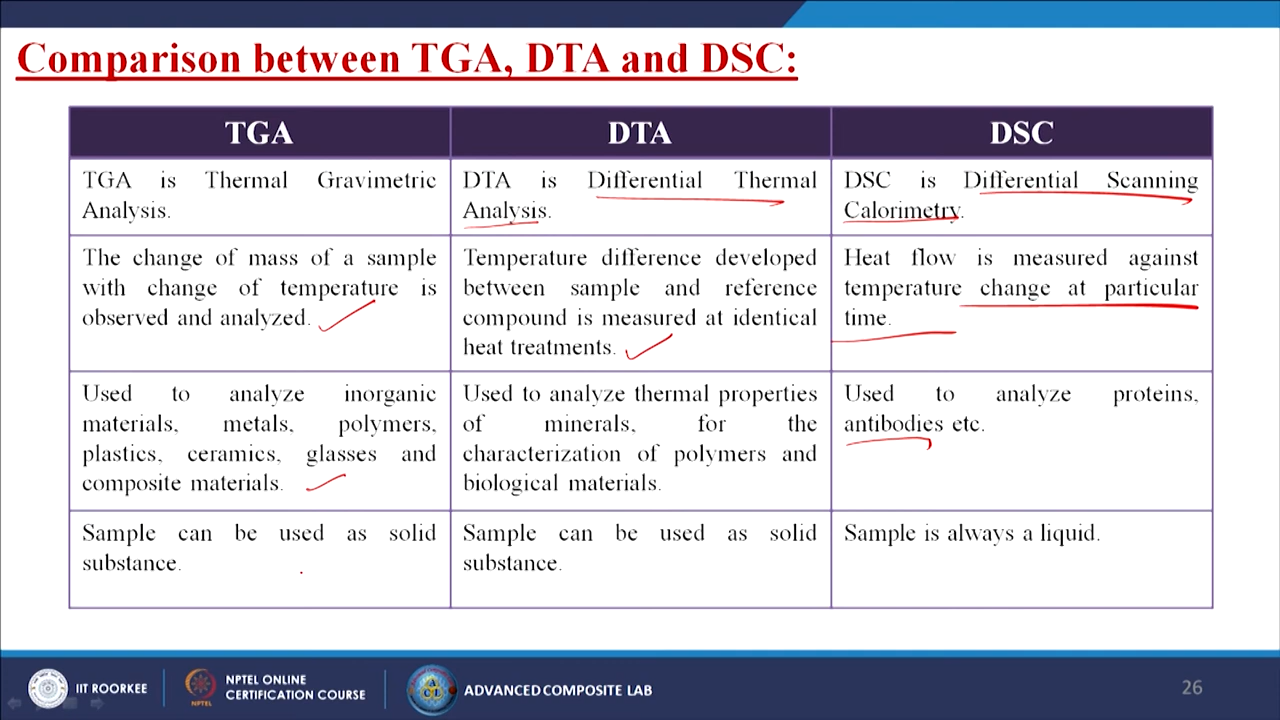 Comparison between TGA, DTA and DSC:
TGA
DTA
DSC
TGA is Thermal Gravimetric
Analysis.
DTA is Differential Thermal
Analysis.
DSC is Differential Scanning
Calorimetry.
The change of mass of a sample
with change of temperature is
observed and analyzed.
Temperature difference developed
between sample and reference
compound is measured at identical
heat treatments.
Heat flow is measured against
temperature change at particular
time.
Used to analyze inorganic
materials, metals, polymers,
plastics, ceramics, glasses and
composite materials.
Used to analyze thermal properties
of minerals, for the
characterization of polymers and
biological materials.
Used to analyze proteins,
antibodies etc.
Sample can be used as solid
substance.
Sample can be used as solid
substance.
Sample is always a liquid.
IIT ROORKEE
NPTEL
NPTEL ONLINE
CERTIFICATION COURSE
ADVANCED COMPOSITE LAB
26